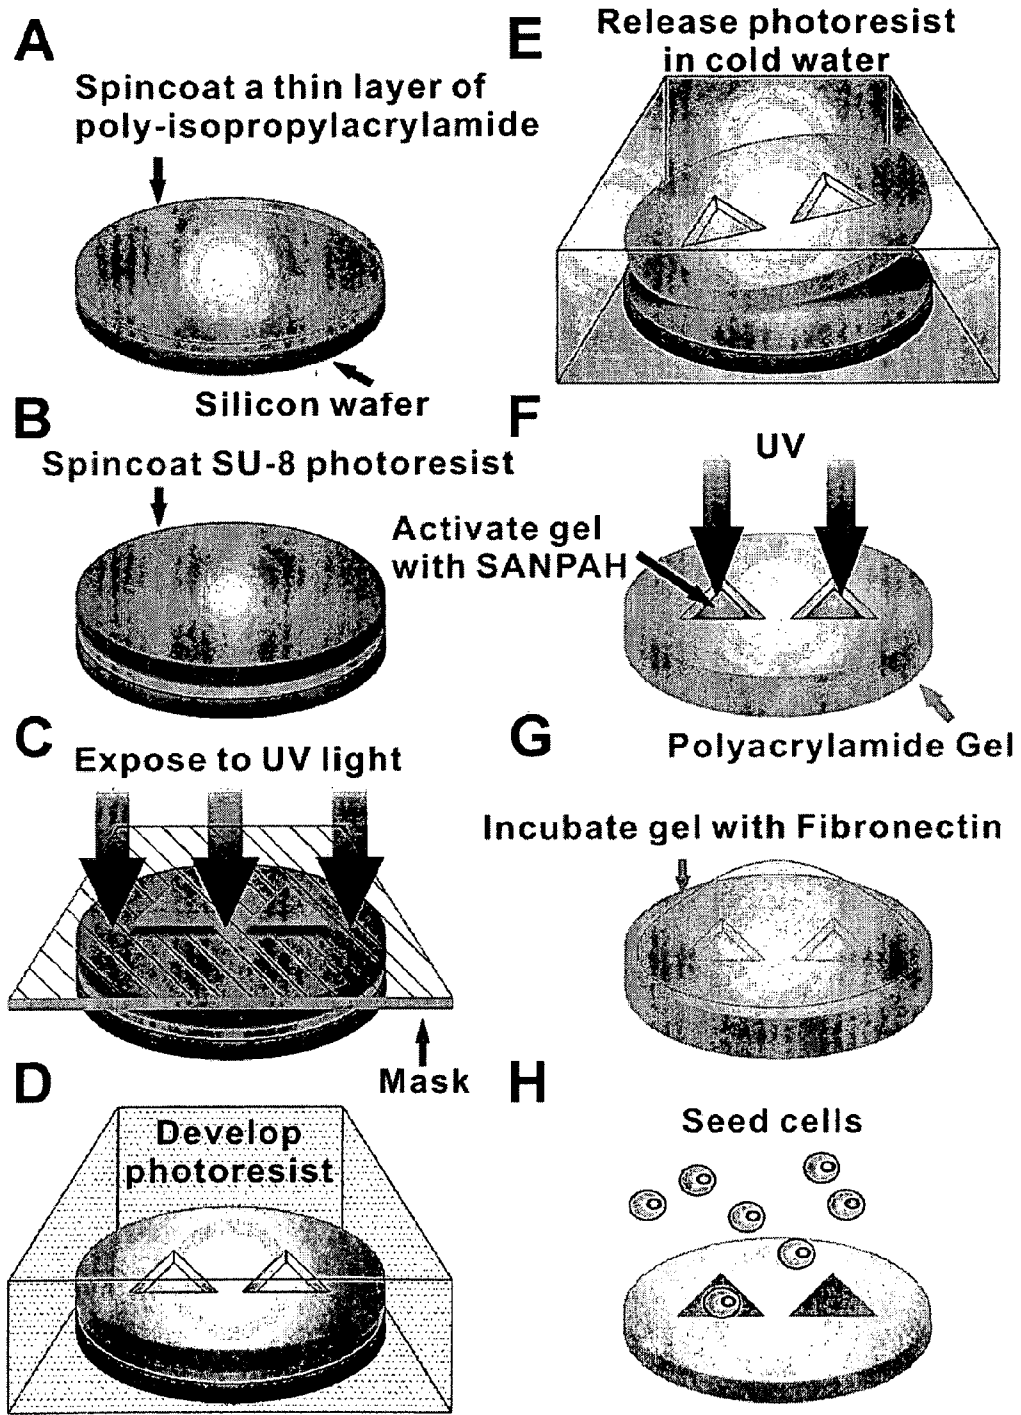 A
Spincoat a thin layer of
poly-isopropylacrylamide
Silicon wafer
B
Spincoat SU-8 photoresist
C
Expose to UV light
Mask
D
Develop
photoresist
E
Release photoresist
in cold water
F
UV
Activate gel
with SANPAH
Polyacrylamide Gel
G
Incubate gel with Fibronectin
H
Seed cells